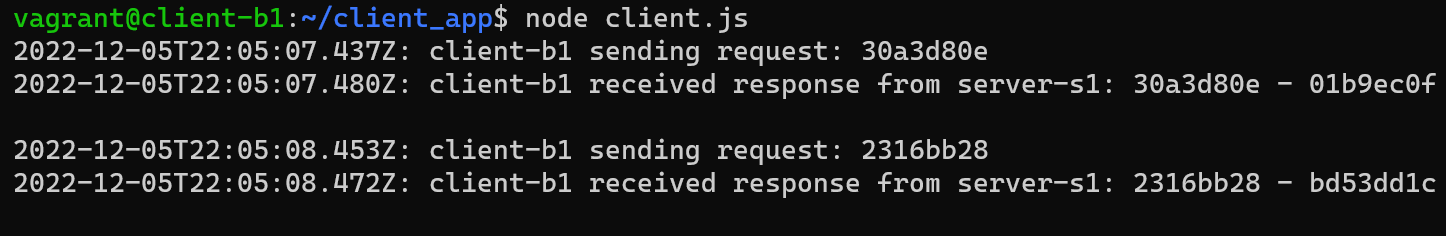 vagrant@client-b1:~/client_app$ node client.js
2022-12-05T22:05:07.437Z: client-b1 sending request: 30a3d80e
2022-12-05T22:05:07.480Z: client-b1 received response from server-s1: 30a3d80e - 01b9ec0f
2022-12-05T22:05:08.453Z: client-b1 sending request: 2316bb28
2022-12-05T22:05:08.472Z: client-b1 received response from server-s1: 2316bb28 - bd53dd1c